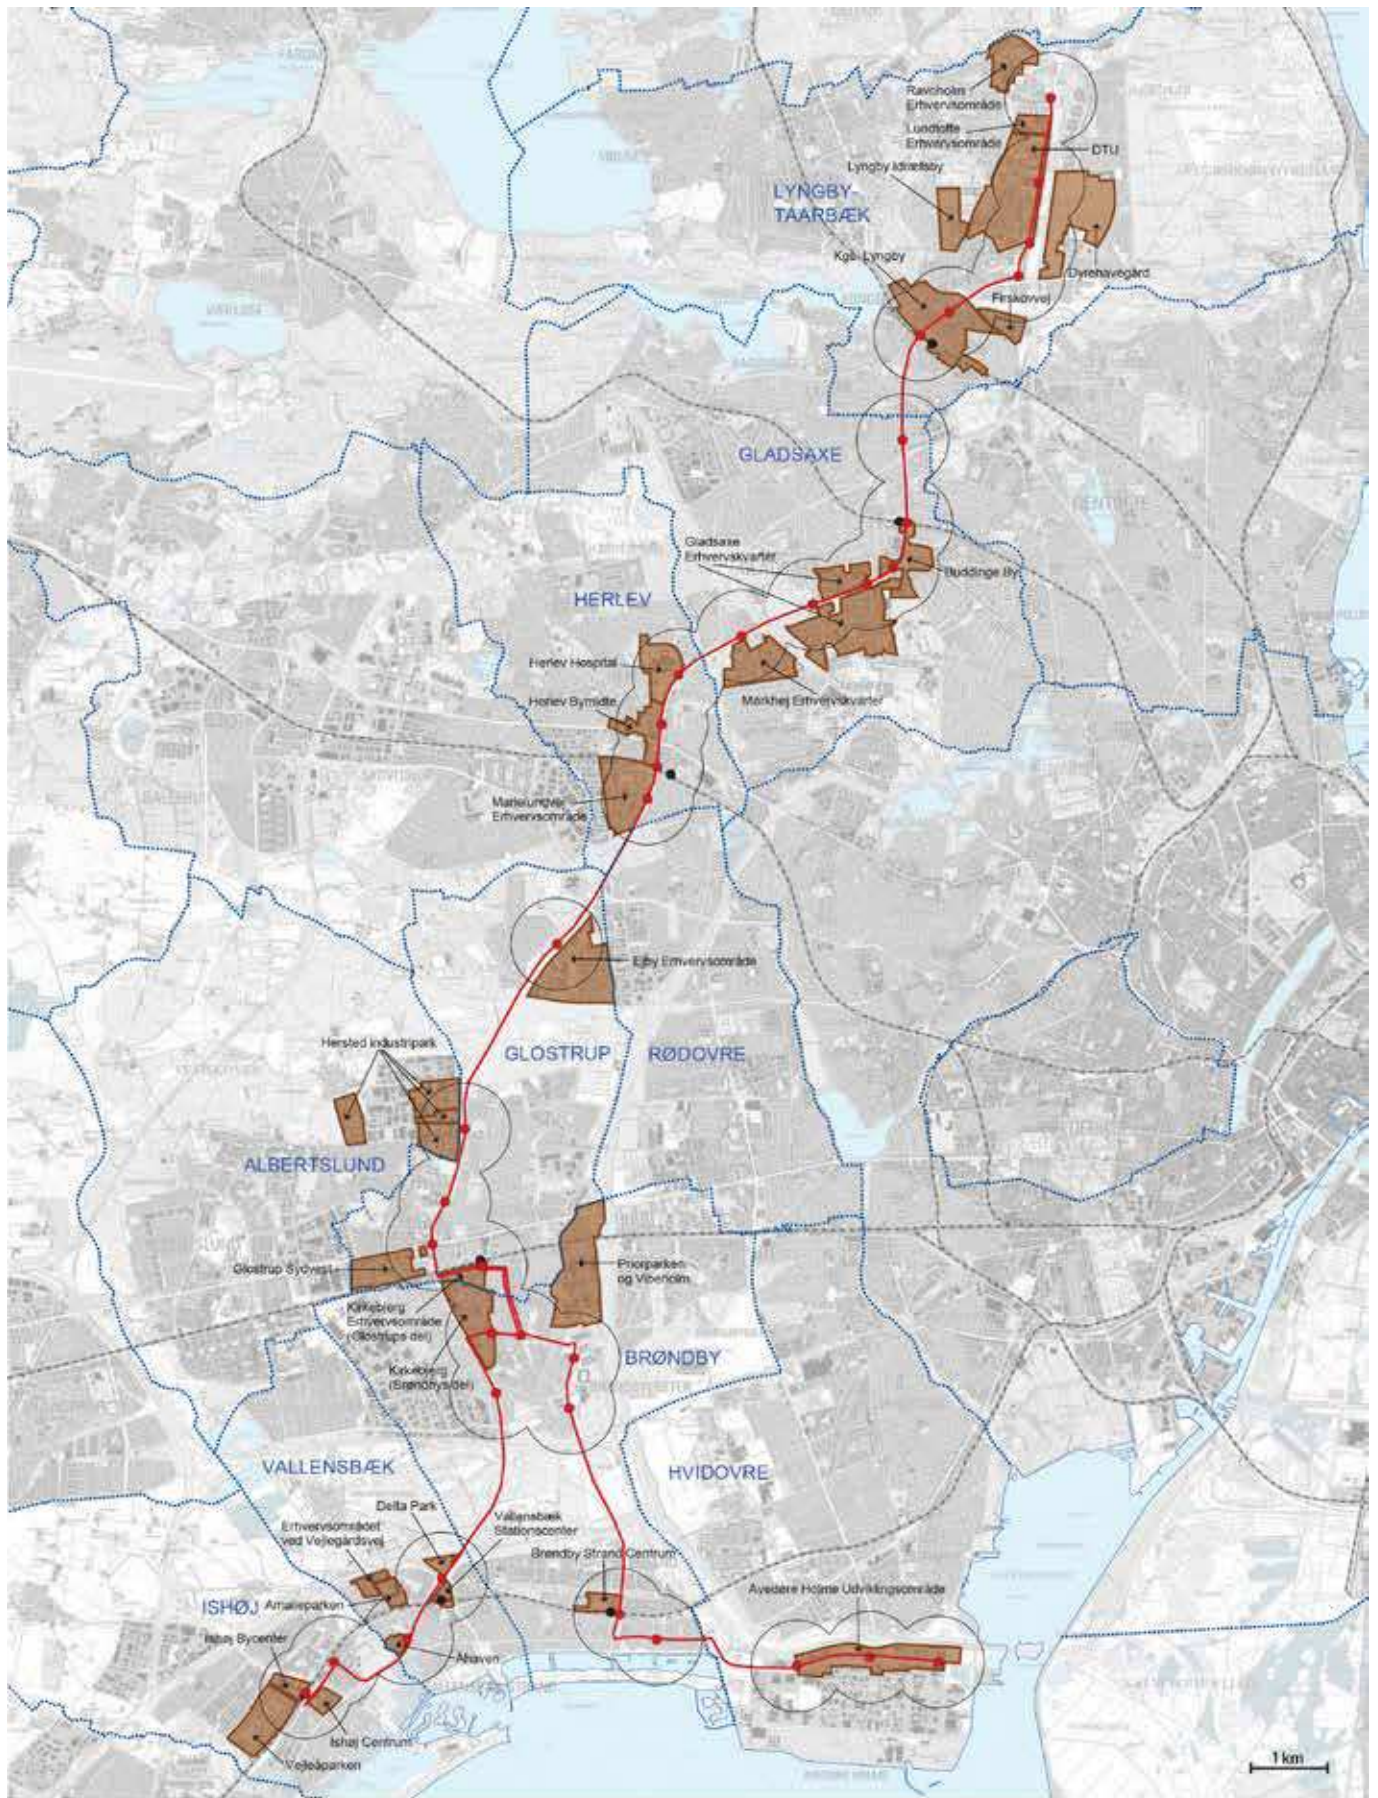 Ravnholm
Erhvervsområde
Lundtofte
Erhvervsområde
DTU
Lyngby Idrætsby
LYNGBY-
TAARBÆK
Kgs. Lyngby
Dyrehavegård
Firskovvej
GLADSAXE
Gladsaxe
Erhvervskvarter
Buddinge By
HERLEV
Herlev Hospital
Herlev Bymidte
Mørkhøj Erhvervskvarter
Marielundvej
Erhvervsområde
Ejby Erhvervsområde
Hersted industripark
GLOSTRUP
RØDOVRE
ALBERTSLUND
Glostrup Sydvest
Priorparken
og Vibeholm
Kirkebjerg
Erhvervsområde
(Glostrups del)
Kirkebjerg
(Brøndbys del)
BRØNDBY
VALLENSBÆK
HVIDOVRE
Delta Park
Vallensbæk
Stationscenter
Erhvervsområdet
ved Vejlegårdsvej
Brøndby Strand Centrum
Avedøre Holme Udviklingsområde
ISHØJ
Amalieparken
Ishøj Bycenter
Åhaven
Ishøj Centrum
Vejleåparken
1 km